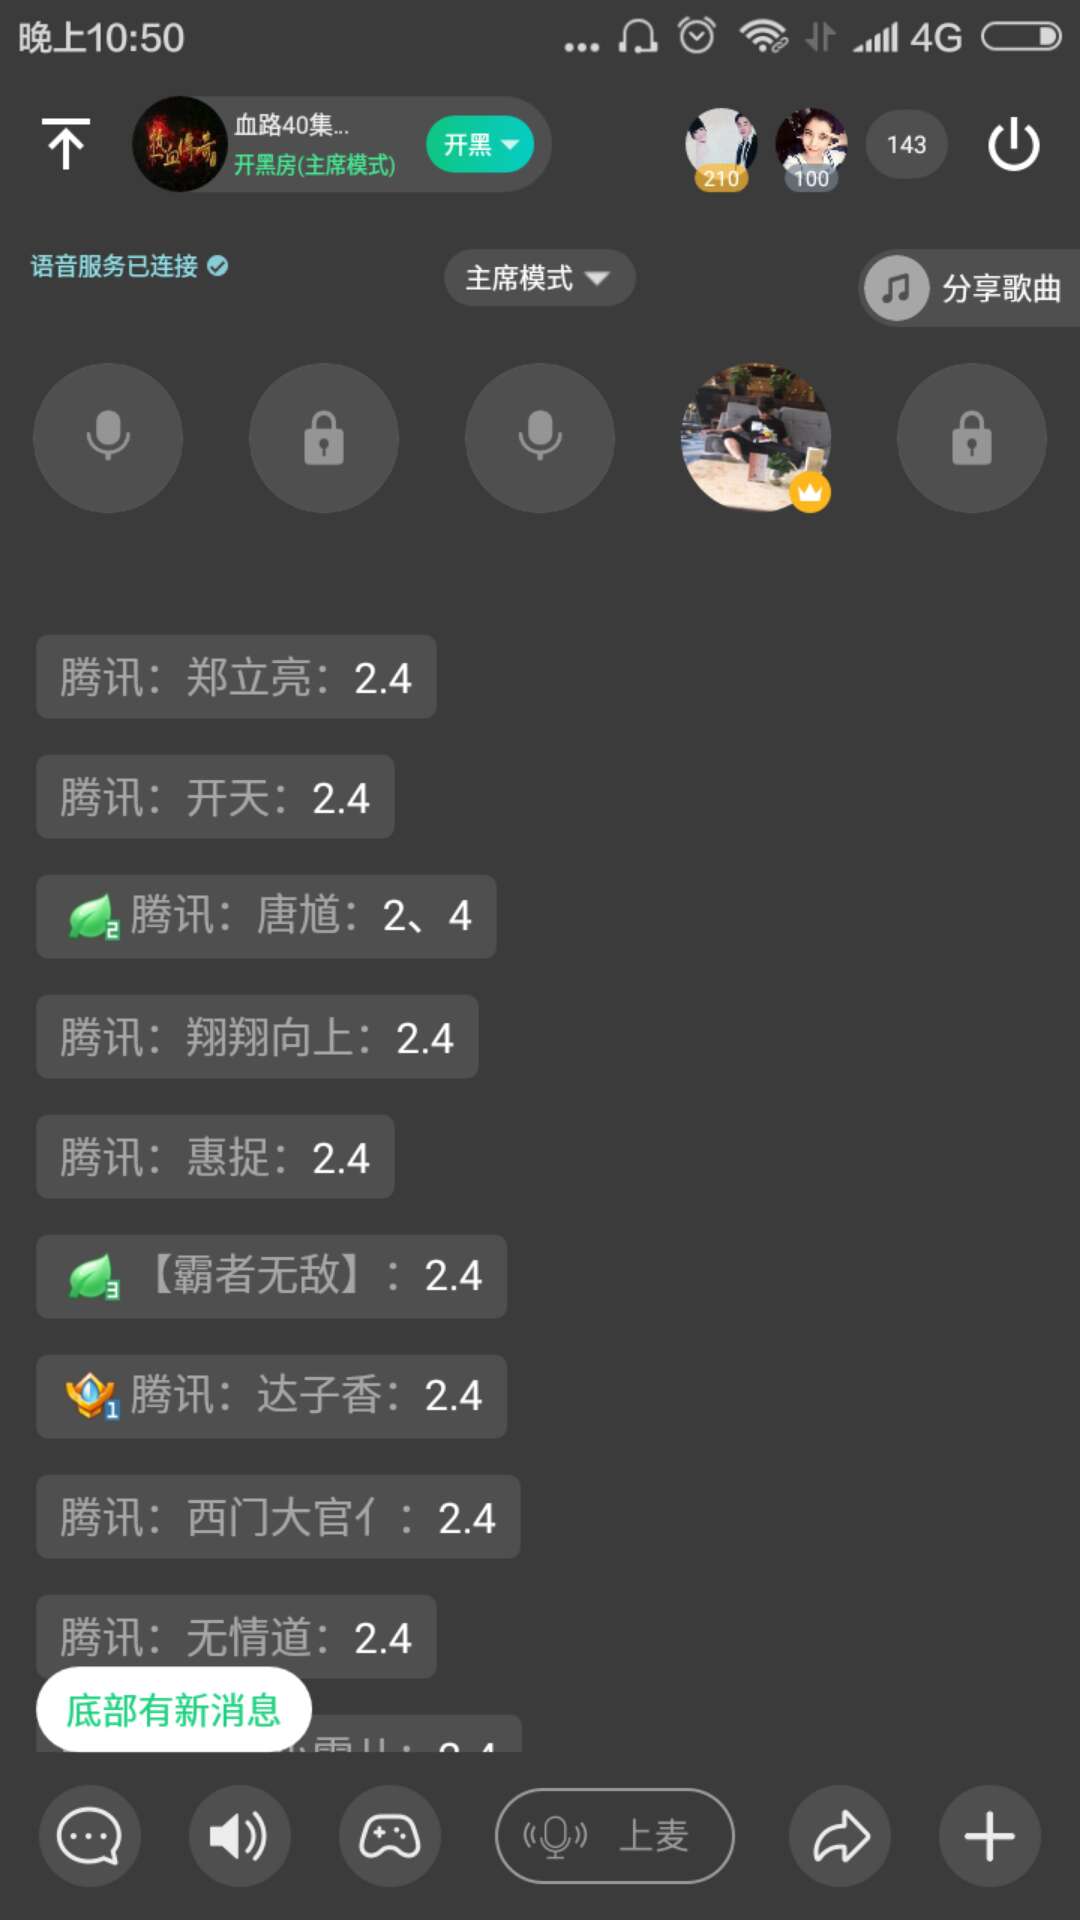 晚上10:50
4G
热血传奇
血路40集...
开黑房(主席模式)
开黑
210
100
143
语音服务已连接
主席模式
分享歌曲
腾讯：郑立亮：2.4
腾讯：开天：2.4
2
腾讯：唐馗：2、4
腾讯：翔翔向上：2.4
腾讯：惠捉：2.4
3
【霸者无敌】：2.4
1
腾讯：达子香：2.4
腾讯：西门大官亻：2.4
腾讯：无情道：2.4
底部有新消息
2.4
上麦